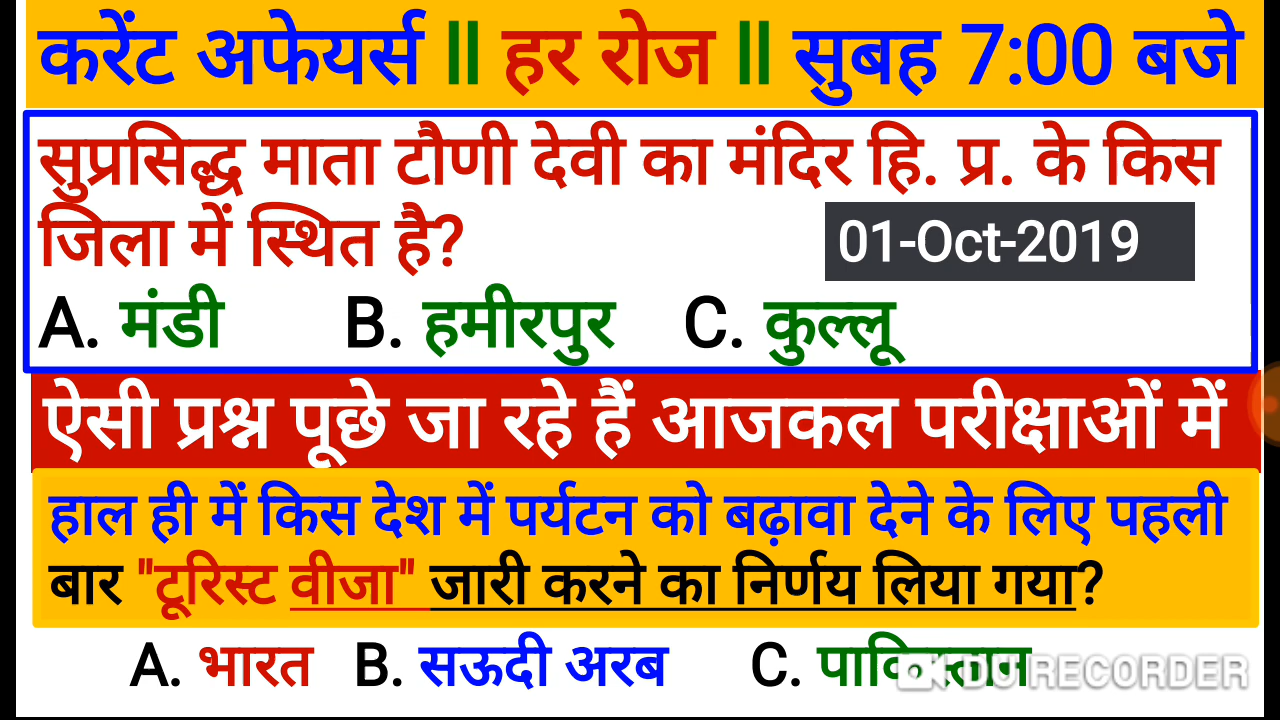 करेंट अफेयर्स || हर रोज || सुबह 7:00 बजे
सुप्रसिद्ध माता टौणी देवी का मंदिर हि. प्र. के किस
जिला में स्थित है?
01-Oct-2019
A. मंडी B. हमीरपुर C. कुल्लू
ऐसी प्रश्न पूछे जा रहे हैं आजकल परीक्षाओं में
हाल ही में किस देश में पर्यटन को बढ़ावा देने के लिए पहली
बार "टूरिस्ट वीजा" जारी करने का निर्णय लिया गया?
A. भारत B. सऊदी अरब C. पाकिस्तान
DU RECORDER